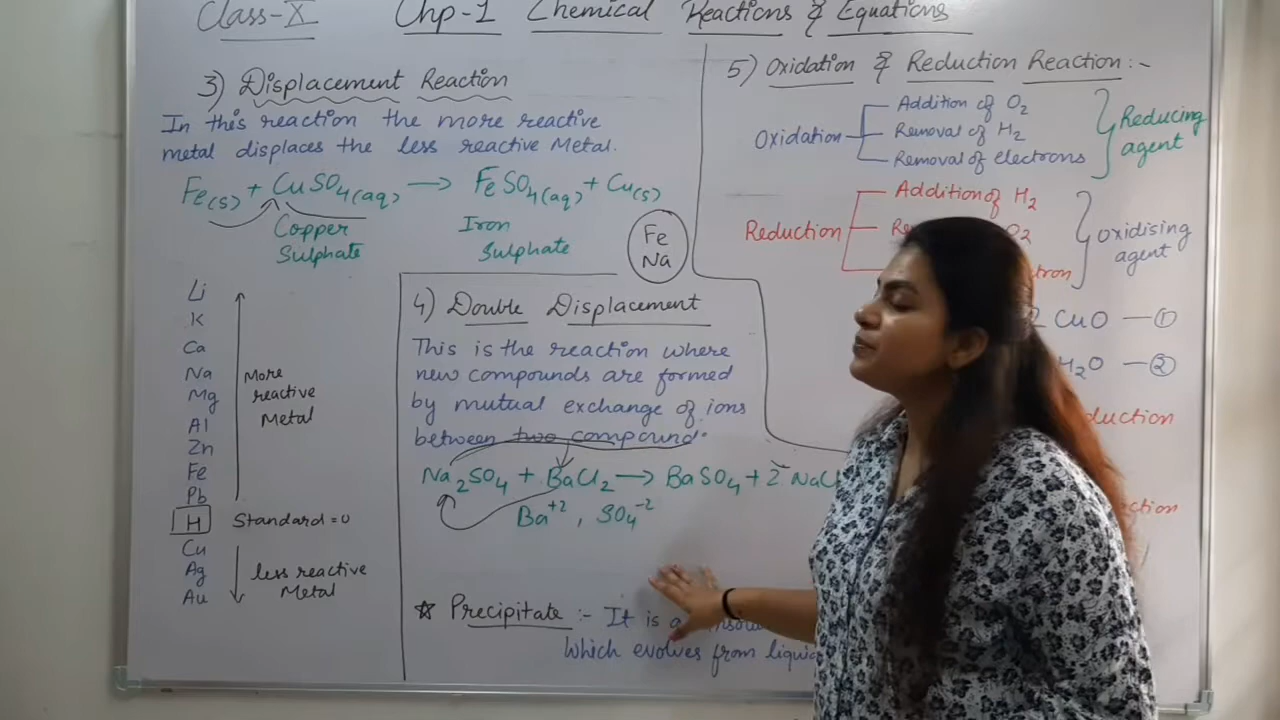 Class-X Chp-1 Chemical Reactions & Equations
3) Displacement Reaction
In this reaction the more reactive
metal displaces the less reactive Metal.
Fe(s) + CuSO4(aq) → FeSO4(aq) + Cu(s)
Copper
Sulphate
Iron
Sulphate
Fe
Na
Li
K
Ca
Na
Mg
Al
Zn
Fe
Pb
H Standard = 0
Cu
Ag
Au
More
reactive
Metal
less reactive
Metal
4) Double Displacement
This is the reaction where
new compounds are formed
by mutual exchange of ions
between two compound.
Na2SO4 + BaCl2 → BaSO4 + 2 NaCl
Ba+2, SO4-2
☆ Precipitate :- It is a
which evolves from
5) Oxidation & Reduction Reaction :-
Oxidation
Addition of O2
Removal of H2
Removal of electrons
Reducing
agent
Reduction
Addition of H2
O2
Oxidising
agent
CuO — ①
H2O — ②